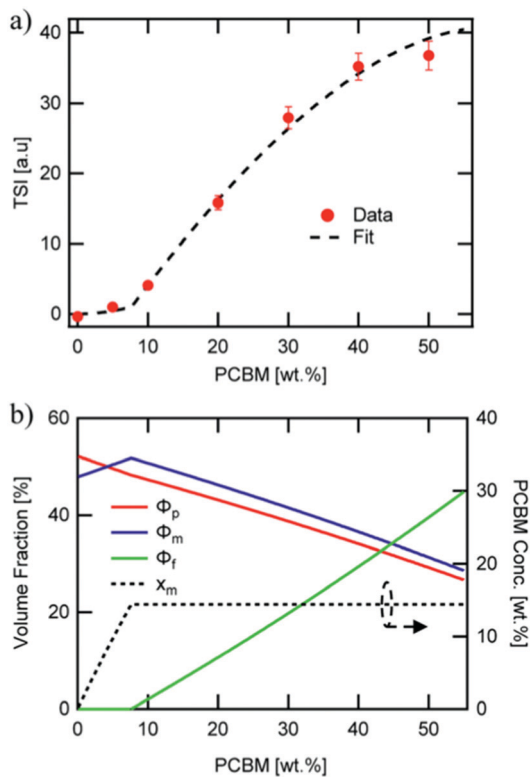 a)
40
30
20
10
0
TSI [a.u]
Data
Fit
0 10 20 30 40 50
PCBM [wt.%]
b)
60
40
20
0
Volume Fraction [%]
Φp
Φm
Φf
xm
40
30
20
10
0
PCBM Conc. [wt.%]
0 10 20 30 40 50
PCBM [wt.%]